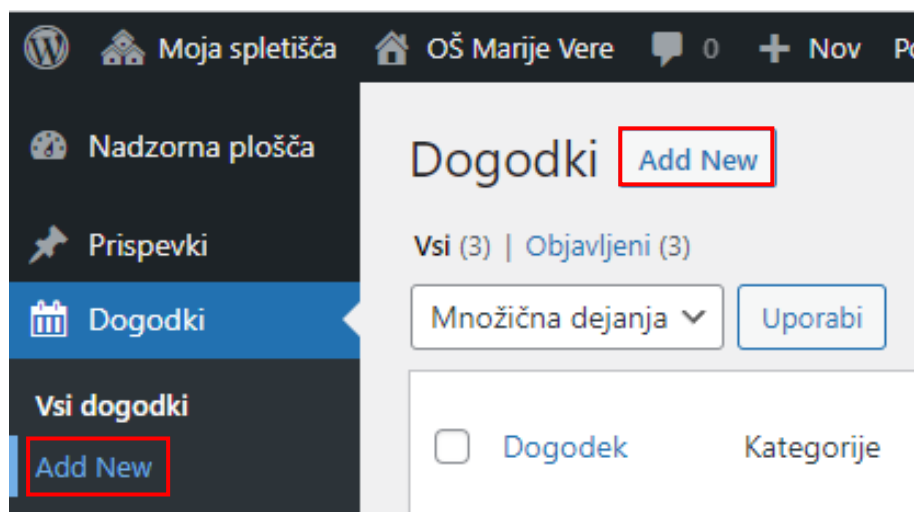 Moja spletišča OŠ Marije Vere 0 Nov
Nadzorna plošča
Prispevki
Dogodki
Vsi dogodki
Add New
Dogodki Add New
Vsi (3) | Objavljeni (3)
Množična dejanja Uporabi
Dogodek Kategorije